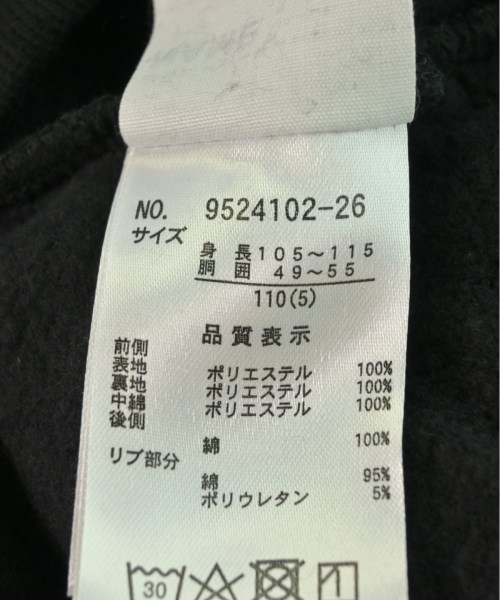 NO. 9524102-26
サイズ
身長105〜115
胴囲 49〜55
110(5)
品質表示
前側
表地 ポリエステル 100%
裏地 ポリエステル 100%
中綿 ポリエステル 100%
後側
綿 100%
リブ部分
綿 95%
ポリウレタン 5%
30